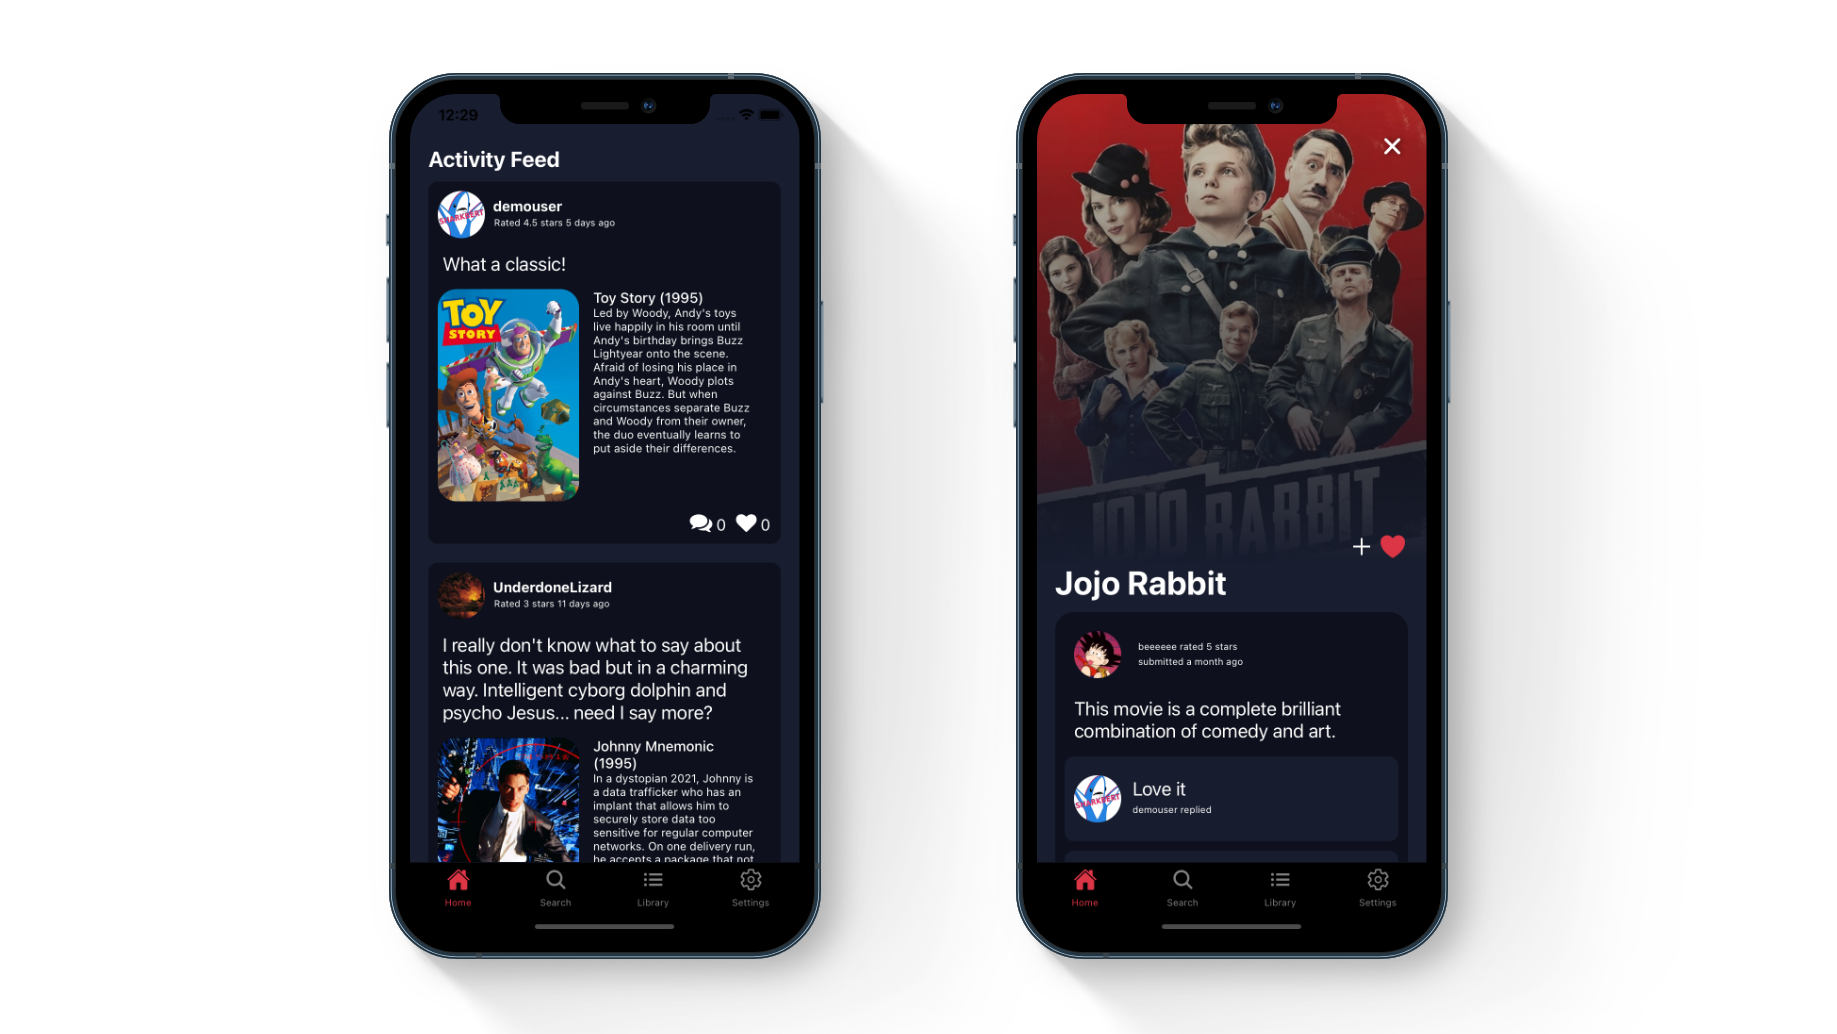 12:29
Activity Feed
SHARKBERT
demouser
Rated 4.5 stars 5 days ago
What a classic!
TOY
STORY
Toy Story (1995)
Led by Woody, Andy's toys
live happily in his room until
Andy's birthday brings Buzz
Lightyear onto the scene.
Afraid of losing his place in
Andy's heart, Woody plots
against Buzz. But when
circumstances separate Buzz
and Woody from their owner,
the duo eventually learns to
put aside their differences.
0 0
UnderdoneLizard
Rated 3 stars 11 days ago
I really don't know what to say about
this one. It was bad but in a charming
way. Intelligent cyborg dolphin and
psycho Jesus... need I say more?
Johnny Mnemonic
(1995)
In a dystopian 2021, Johnny is
a data trafficker who has an
implant that allows him to
securely store data too
sensitive for regular computer
networks. On one delivery run,
he accepts a package that not
Home Search Library Settings
JOJO RABBIT
Jojo Rabbit
beeeeee rated 5 stars
submitted a month ago
This movie is a complete brilliant
combination of comedy and art.
SHARKBERT
Love it
demouser replied
Home Search Library Settings